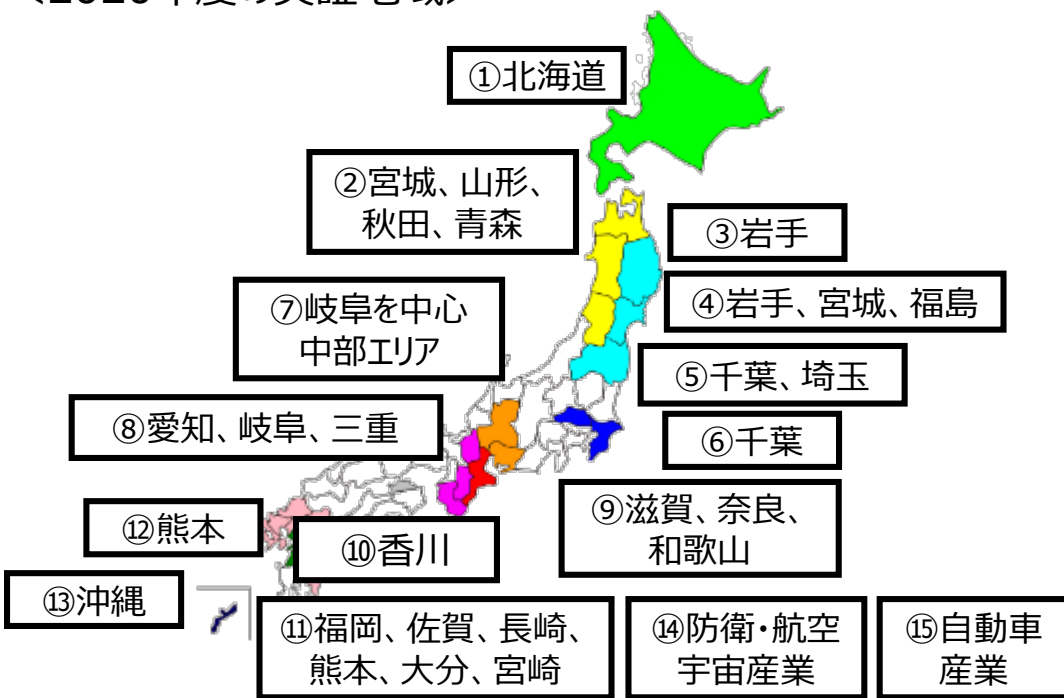 ①北海道
②宮城、山形、
秋田、青森
③岩手
④岩手、宮城、福島
⑦岐阜を中心
中部エリア
⑤千葉、埼玉
⑧愛知、岐阜、三重
⑥千葉
⑨滋賀、奈良、
和歌山
⑫熊本
⑩香川
⑬沖縄
⑪福岡、佐賀、長崎、
熊本、大分、宮崎
⑭防衛・航空
宇宙産業
⑮自動車
産業